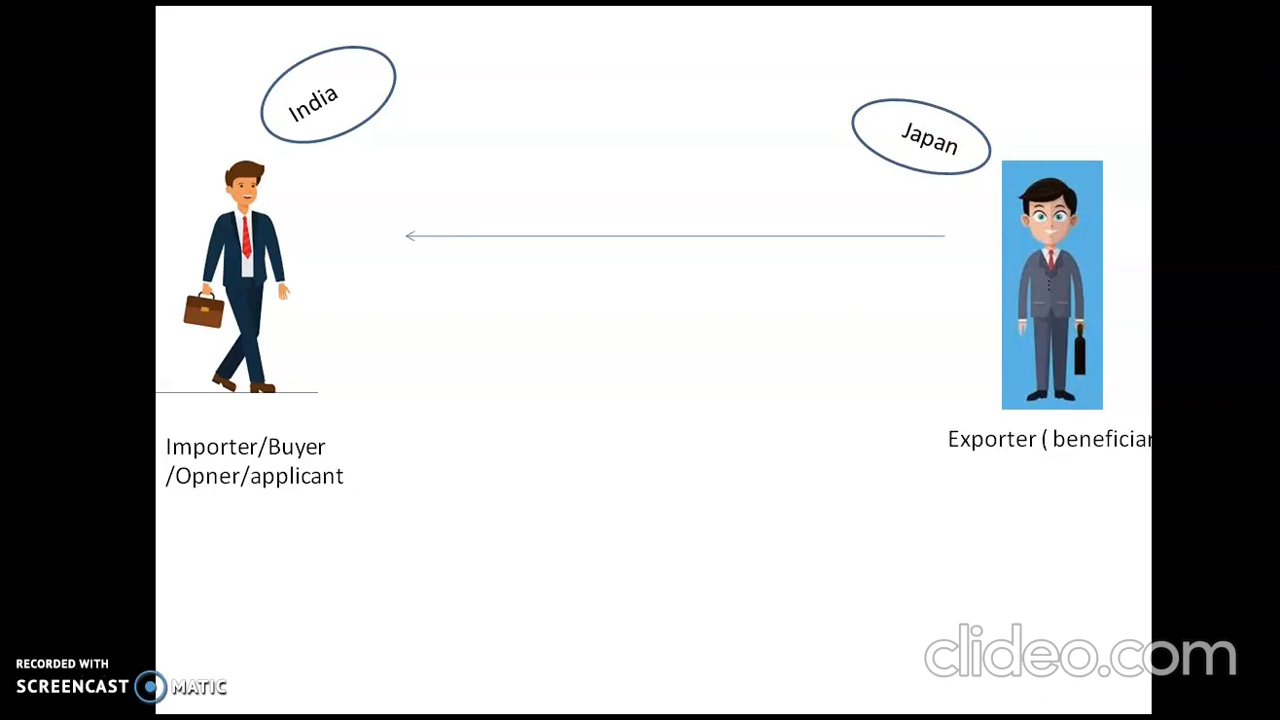 India
Japan
Importer/Buyer
/Opner/applicant
Exporter ( beneficiar
clideo.com
RECORDED WITH
SCREENCAST MATIC